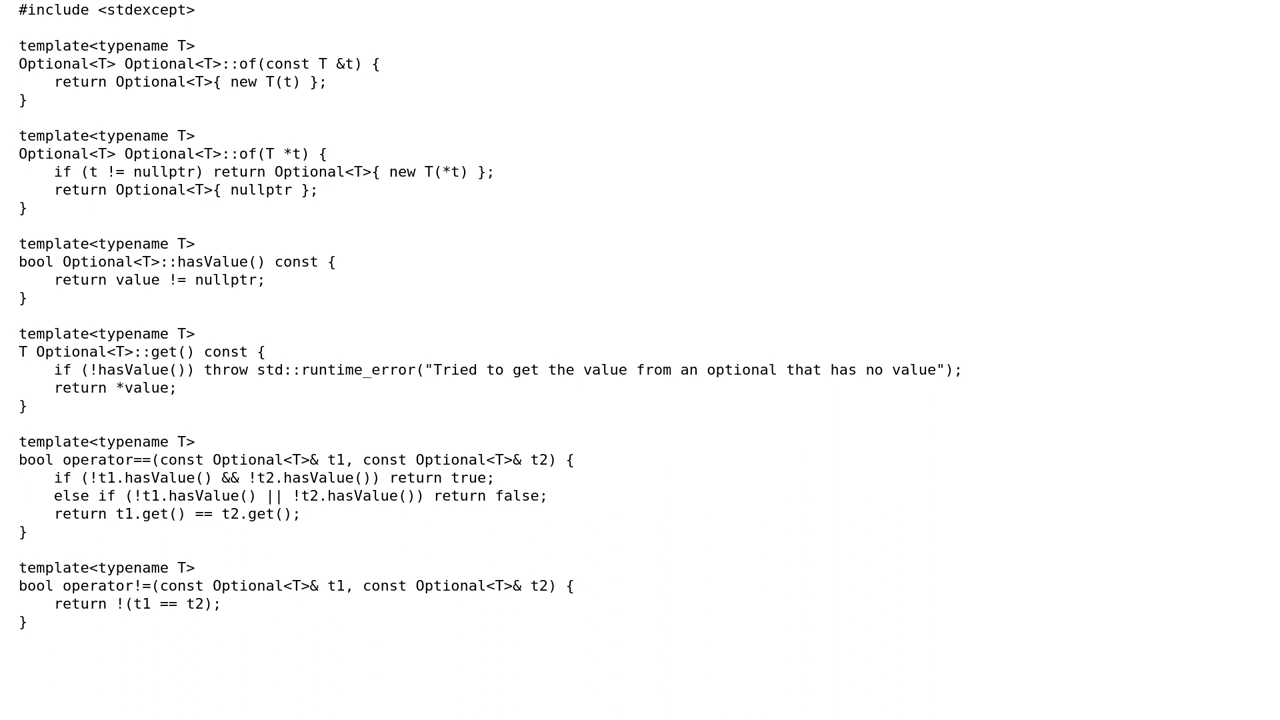 #include <stdexcept>

template<typename T>
Optional<T> Optional<T>::of(const T &t) {
    return Optional<T>{ new T(t) };
}

template<typename T>
Optional<T> Optional<T>::of(T *t) {
    if (t != nullptr) return Optional<T>{ new T(*t) };
    return Optional<T>{ nullptr };
}

template<typename T>
bool Optional<T>::hasValue() const {
    return value != nullptr;
}

template<typename T>
T Optional<T>::get() const {
    if (!hasValue()) throw std::runtime_error("Tried to get the value from an optional that has no value");
    return *value;
}

template<typename T>
bool operator==(const Optional<T>& t1, const Optional<T>& t2) {
    if (!t1.hasValue() && !t2.hasValue()) return true;
    else if (!t1.hasValue() || !t2.hasValue()) return false;
    return t1.get() == t2.get();
}

template<typename T>
bool operator!=(const Optional<T>& t1, const Optional<T>& t2) {
    return !(t1 == t2);
}